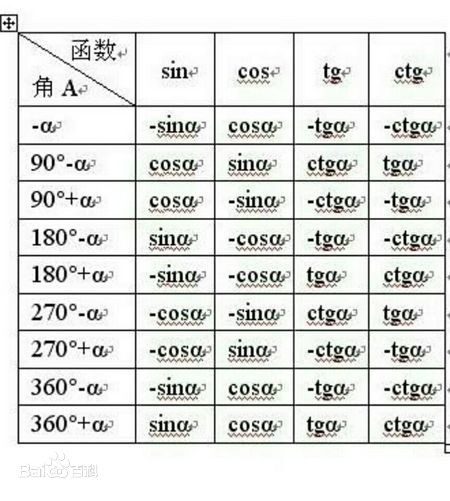 函数 sin cos tg ctg
角 A
-α -sinα cosα -tgα -ctgα
90°-α cosα sinα ctgα tgα
90°+α cosα -sinα -ctgα -tgα
180°-α sinα -cosα -tgα -ctgα
180°+α -sinα -cosα tgα ctgα
270°-α -cosα -sinα ctgα tgα
270°+α -cosα sinα -ctgα -tgα
360°-α -sinα cosα -tgα -ctgα
360°+α sinα cosα tgα ctgα
Bai百科